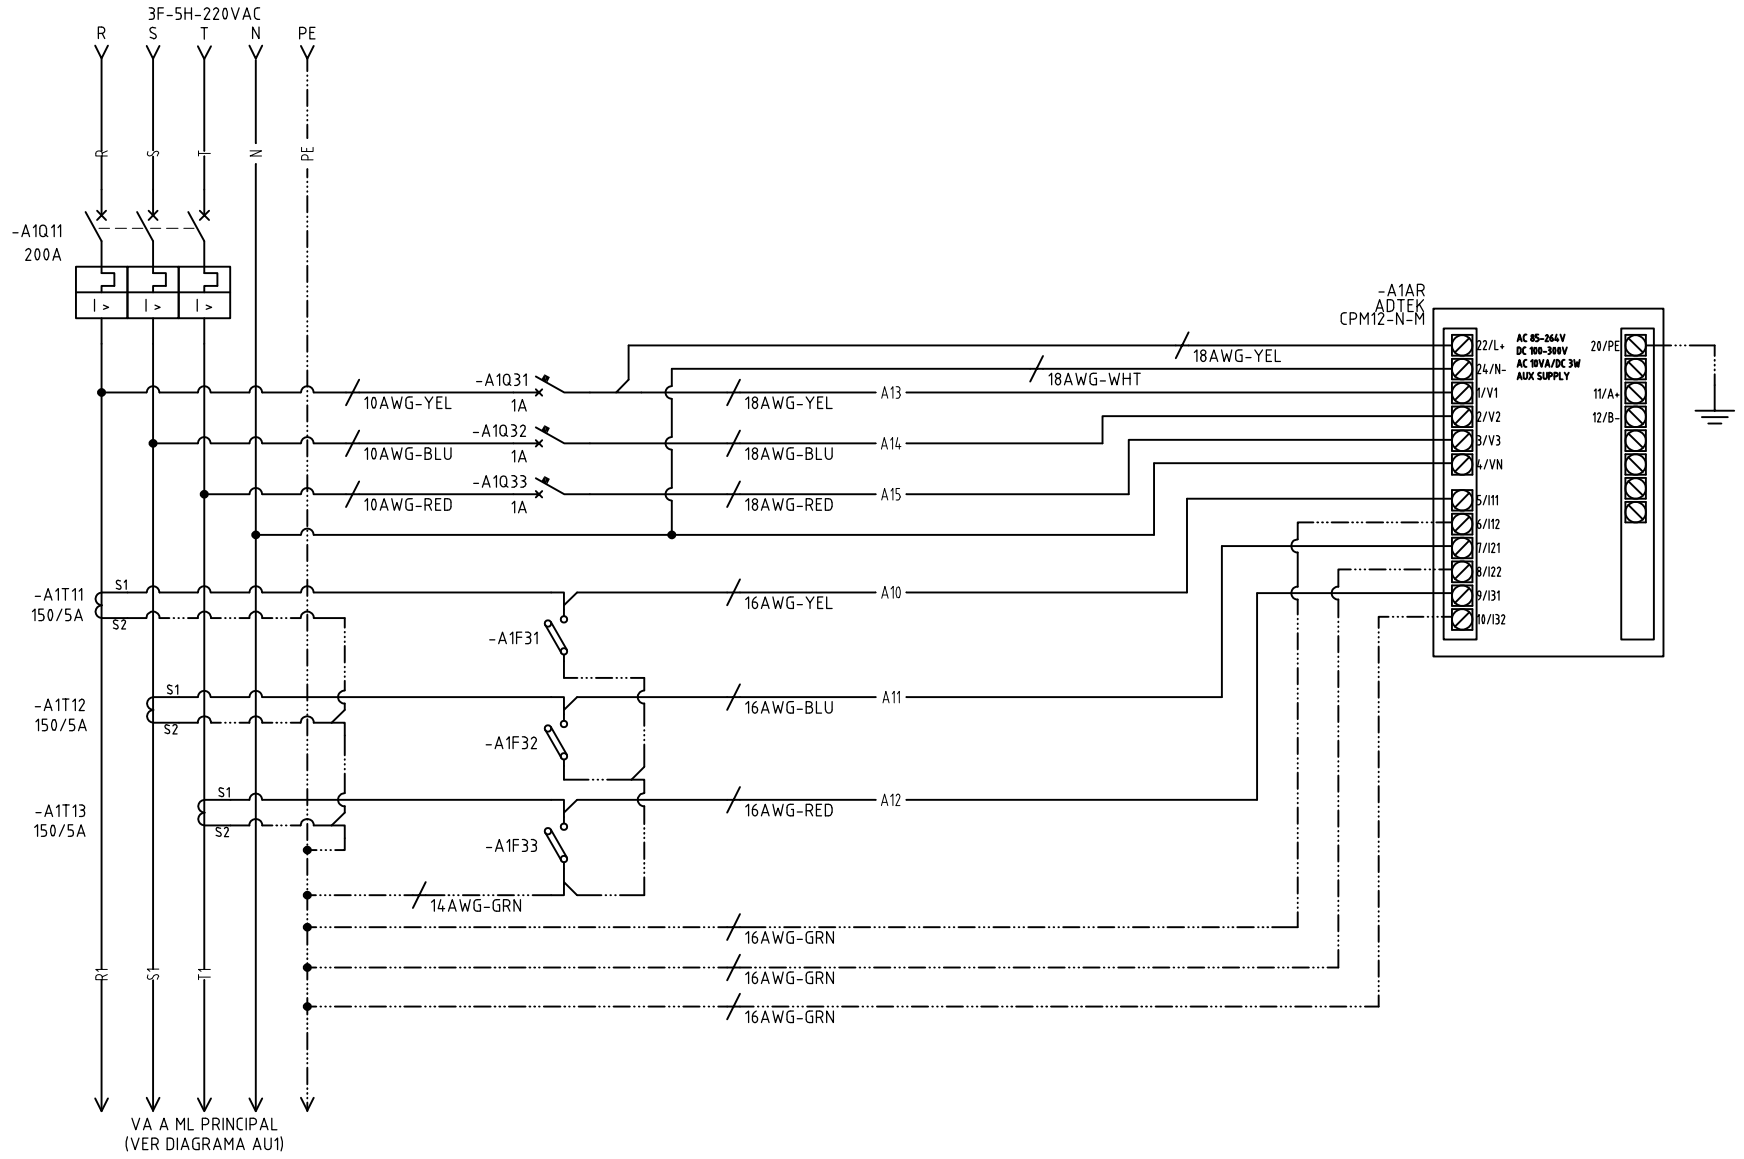 3F-5H-220VAC
R S T N PE
R S T N PE
-A1Q11
200A
I > I > I >
-A1AR
ADTEK
CPM12-N-M
22/L+
24/N-
1/V1
2/V2
3/V3
4/VN
5/I11
6/I12
7/I21
8/I22
9/I31
10/I32
AC 85-264V
DC 100-300V
AC 10VA/DC 3W
AUX SUPPLY
20/PE
11/A+
12/B-
18AWG-YEL
18AWG-WHT
10AWG-YEL
-A1Q31
1A
18AWG-YEL
A13
10AWG-BLU
-A1Q32
1A
18AWG-BLU
A14
10AWG-RED
-A1Q33
1A
18AWG-RED
A15
-A1T11
150/5A
S1
S2
-A1F31
16AWG-YEL
A10
-A1T12
150/5A
S1
S2
-A1F32
16AWG-BLU
A11
-A1T13
150/5A
S1
S2
-A1F33
16AWG-RED
A12
14AWG-GRN
16AWG-GRN
16AWG-GRN
16AWG-GRN
R1 S1 T1
VA A ML PRINCIPAL
(VER DIAGRAMA AU1)